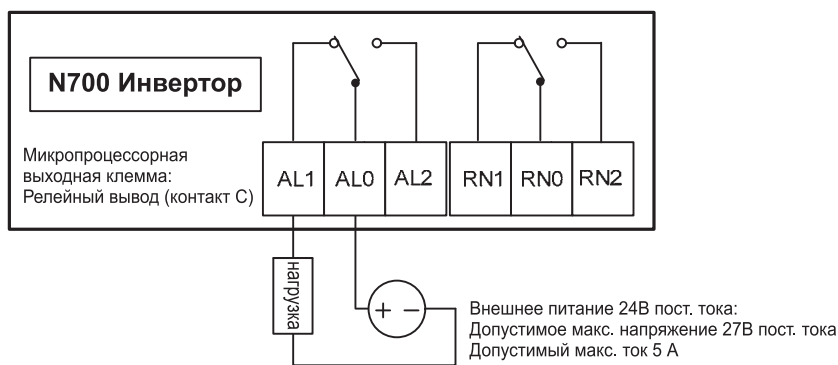 N700 Инвертор
Микропроцессорная
выходная клемма:
Релейный вывод (контакт С)
AL1 AL0 AL2 RN1 RN0 RN2
нагрузка
+ −
Внешнее питание 24В пост. тока:
Допустимое макс. напряжение 27В пост. тока
Допустимый макс. ток 5 А